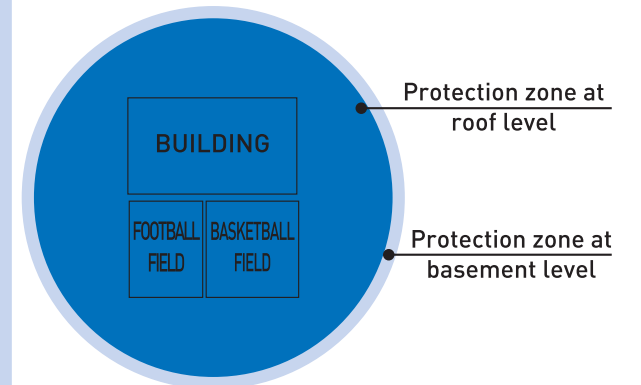 Protection zone at
roof level
BUILDING
FOOTBALL
FIELD
BASKETBALL
FIELD
Protection zone at
basement level